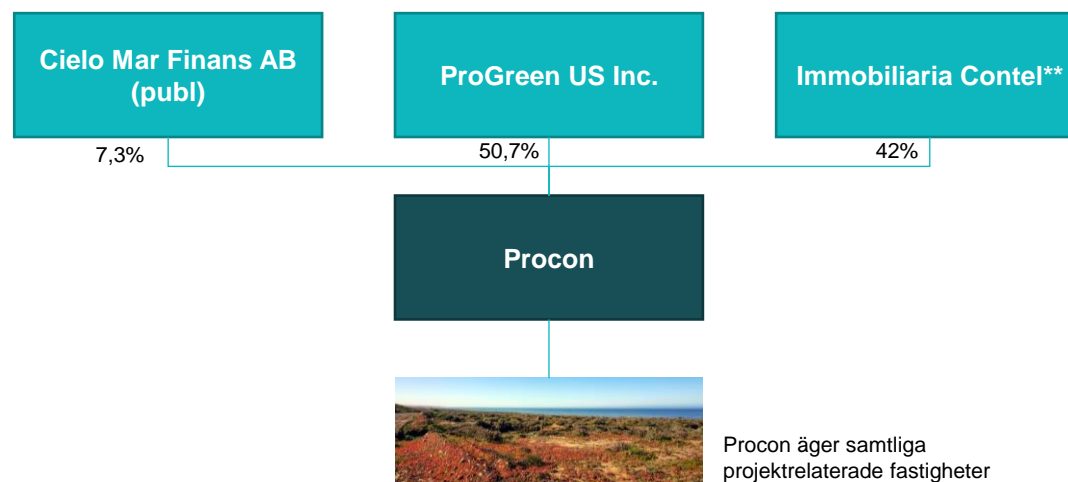 Cielo Mar Finans AB
(publ)
ProGreen US Inc.
Immobiliaria Contel**
7,3%
50,7%
42%
Procon
Procon äger samtliga
projektrelaterade fastigheter